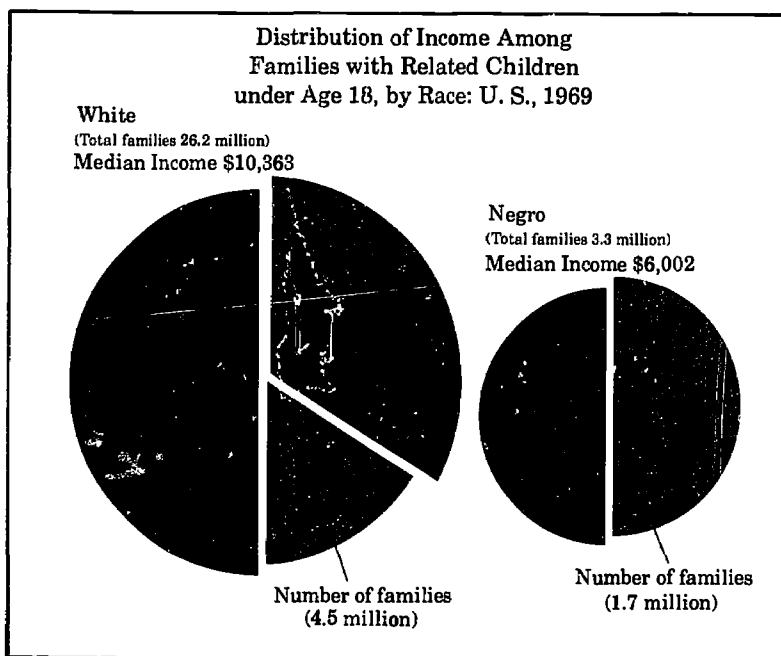 Distribution of Income Among
Families with Related Children
under Age 18, by Race: U. S., 1969
White
(Total families 26.2 million)
Median Income $10,363
Negro
(Total families 3.3 million)
Median Income $6,002
Number of families
(4.5 million)
Number of families
(1.7 million)